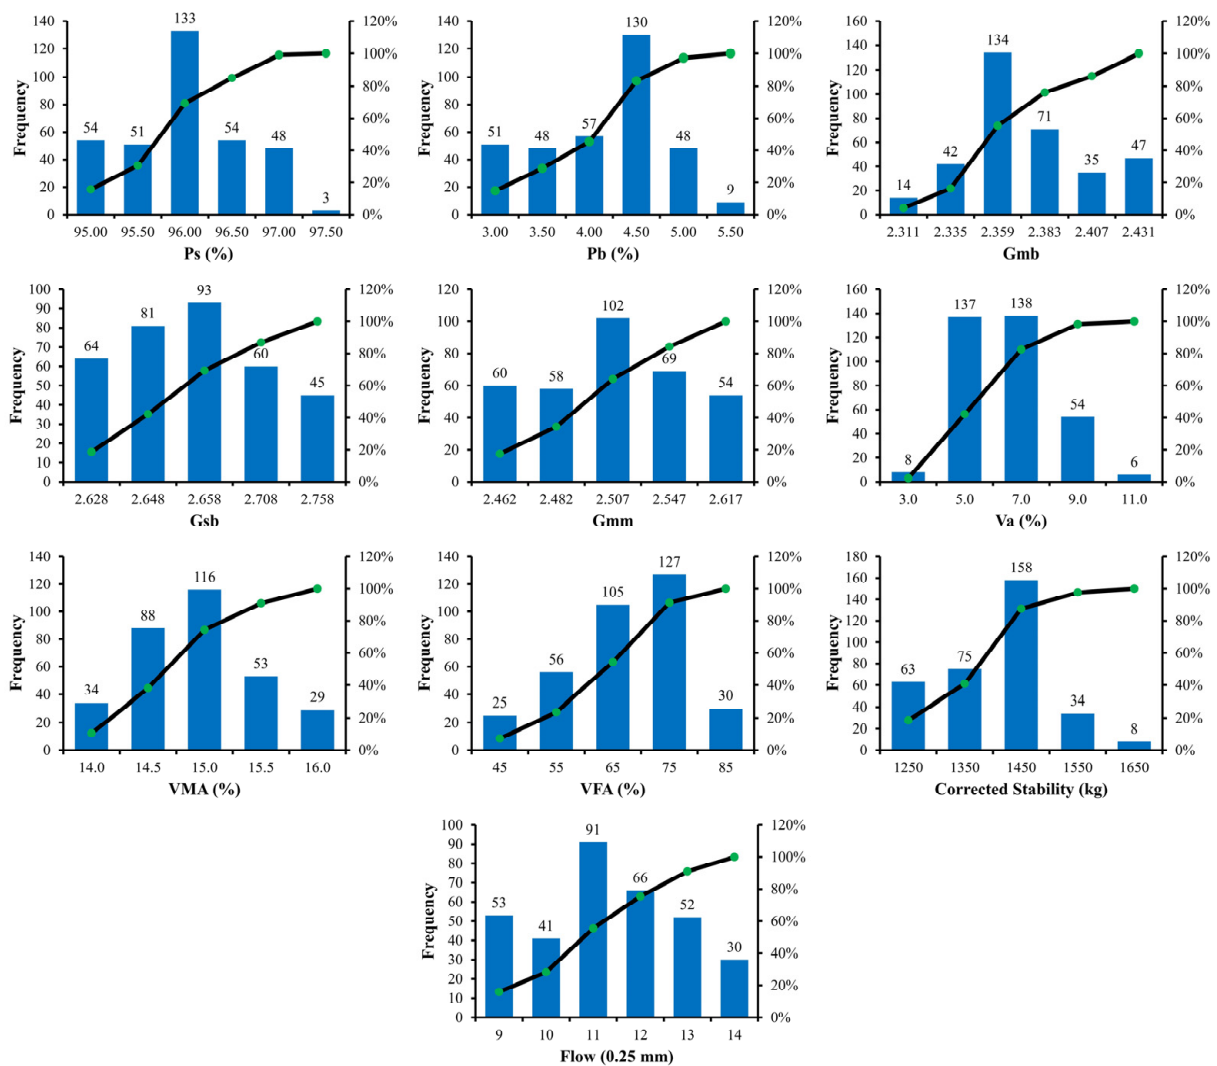 140 133 120%
120 100%
100 80%
80 60%
60 54 51 54 48 40%
40 20%
20 3
0 0%
95.00 95.50 96.00 96.50 97.00 97.50
Frequency
Ps (%)
140 130 120%
120 100%
100 80%
80 60%
60 51 48 57 48 40%
40 20%
20 9
0 0%
3.00 3.50 4.00 4.50 5.00 5.50
Frequency
Pb (%)
160 120%
140 134 100%
120 80%
100
80 71 60%
60 42 35 47 40%
40 20%
20 14
0 0%
2.311 2.335 2.359 2.383 2.407 2.431
Frequency
Gmb
100 93 120%
90 81 100%
80
70 64 60 80%
60
50 45 60%
40
30 40%
20 20%
10
0 0%
2.628 2.648 2.658 2.708 2.758
Frequency
Gsb
120 102 120%
100 100%
80 69 80%
60 60 58 54 60%
40 40%
20 20%
0 0%
2.462 2.482 2.507 2.547 2.617
Frequency
Gmm
160 137 138 120%
140 100%
120 80%
100
80 60%
60 54 40%
40 20%
20 8 6
0 0%
3.0 5.0 7.0 9.0 11.0
Frequency
Va (%)
140 116 120%
120 100%
100 88 80%
80 60%
60 53 40%
40 34 29 20%
20
0 0%
14.0 14.5 15.0 15.5 16.0
Frequency
VMA (%)
140 127 120%
120 105 100%
100 80%
80 60%
60 56 40%
40 25 30 20%
20
0 0%
45 55 65 75 85
Frequency
VFA (%)
180 158 120%
160 100%
140
120 80%
100 60%
80 63 75
60 40%
40 34 20%
20 8
0 0%
1250 1350 1450 1550 1650
Frequency
Corrected Stability (kg)
100 91 120%
90 100%
80
70 66 80%
60 53 52
50 41 60%
40 30 40%
30
20 20%
10
0 0%
9 10 11 12 13 14
Frequency
Flow (0.25 mm)